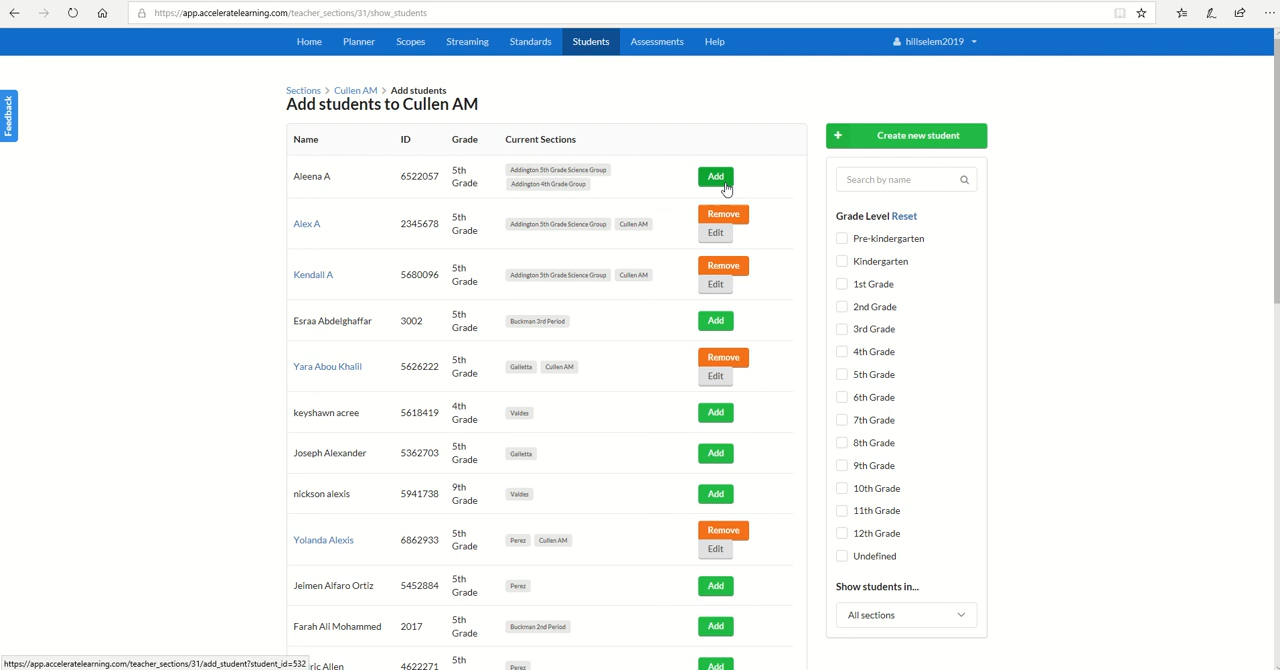 https://app.acceleratelearning.com/teacher_sections/31/show_students
Home Planner Scopes Streaming Standards Students Assessments Help hillselem2019
Feedback
Sections > Cullen AM > Add students
Add students to Cullen AM
Name ID Grade Current Sections
Aleena A 6522057 5th Grade Addington 5th Grade Science Group Addington 4th Grade Group Add
Alex A 2345678 5th Grade Addington 5th Grade Science Group Cullen AM Remove Edit
Kendall A 5680096 5th Grade Addington 5th Grade Science Group Cullen AM Remove Edit
Esraa Abdelghaffar 3002 5th Grade Buckman 3rd Period Add
Yara Abou Khalil 5626222 5th Grade Galletta Cullen AM Remove Edit
keyshawn acree 5618419 4th Grade Valdes Add
Joseph Alexander 5362703 5th Grade Galletta Add
nickson alexis 5941738 9th Grade Valdes Add
Yolanda Alexis 6862933 5th Grade Perez Cullen AM Remove Edit
Jeimen Alfaro Ortiz 5452884 5th Grade Perez Add
Farah Ali Mohammed 2017 5th Grade Buckman 2nd Period Add
ric Allen 4622271 5th Perez Add
+ Create new student
Search by name
Grade Level Reset
Pre-kindergarten
Kindergarten
1st Grade
2nd Grade
3rd Grade
4th Grade
5th Grade
6th Grade
7th Grade
8th Grade
9th Grade
10th Grade
11th Grade
12th Grade
Undefined
Show students in...
All sections
https://app.acceleratelearning.com/teacher_sections/31/add_student?student_id=532